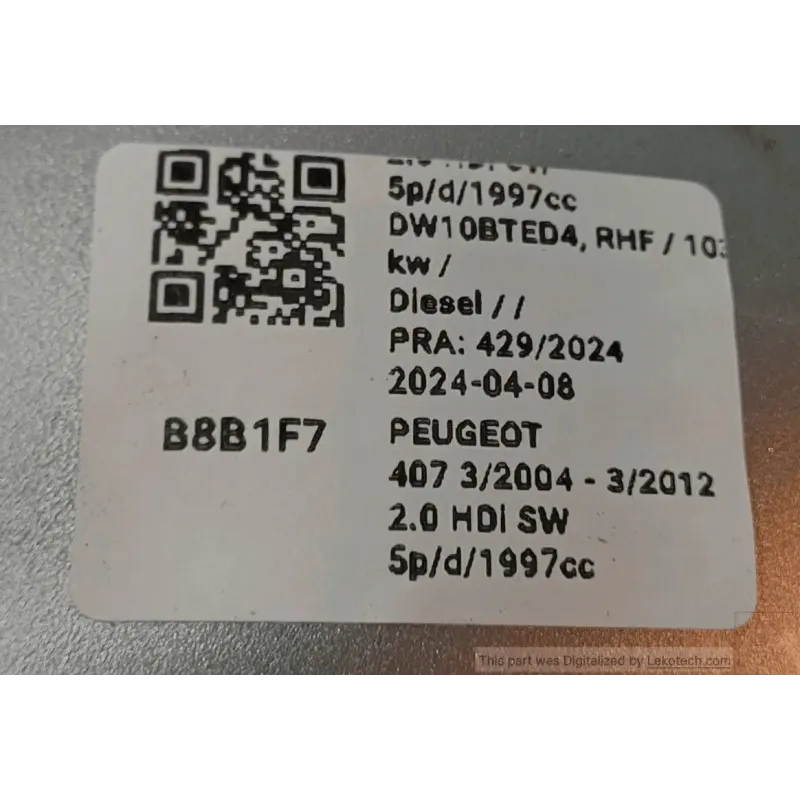 5p/d/1997cc
DW10BTED4, RHF / 103
kw /
Diesel / /
PRA: 429/2024
2024-04-08
B8B1F7
PEUGEOT
407 3/2004 - 3/2012
2.0 HDi SW
5p/d/1997cc
This part was Digitalized by Lekotech.com